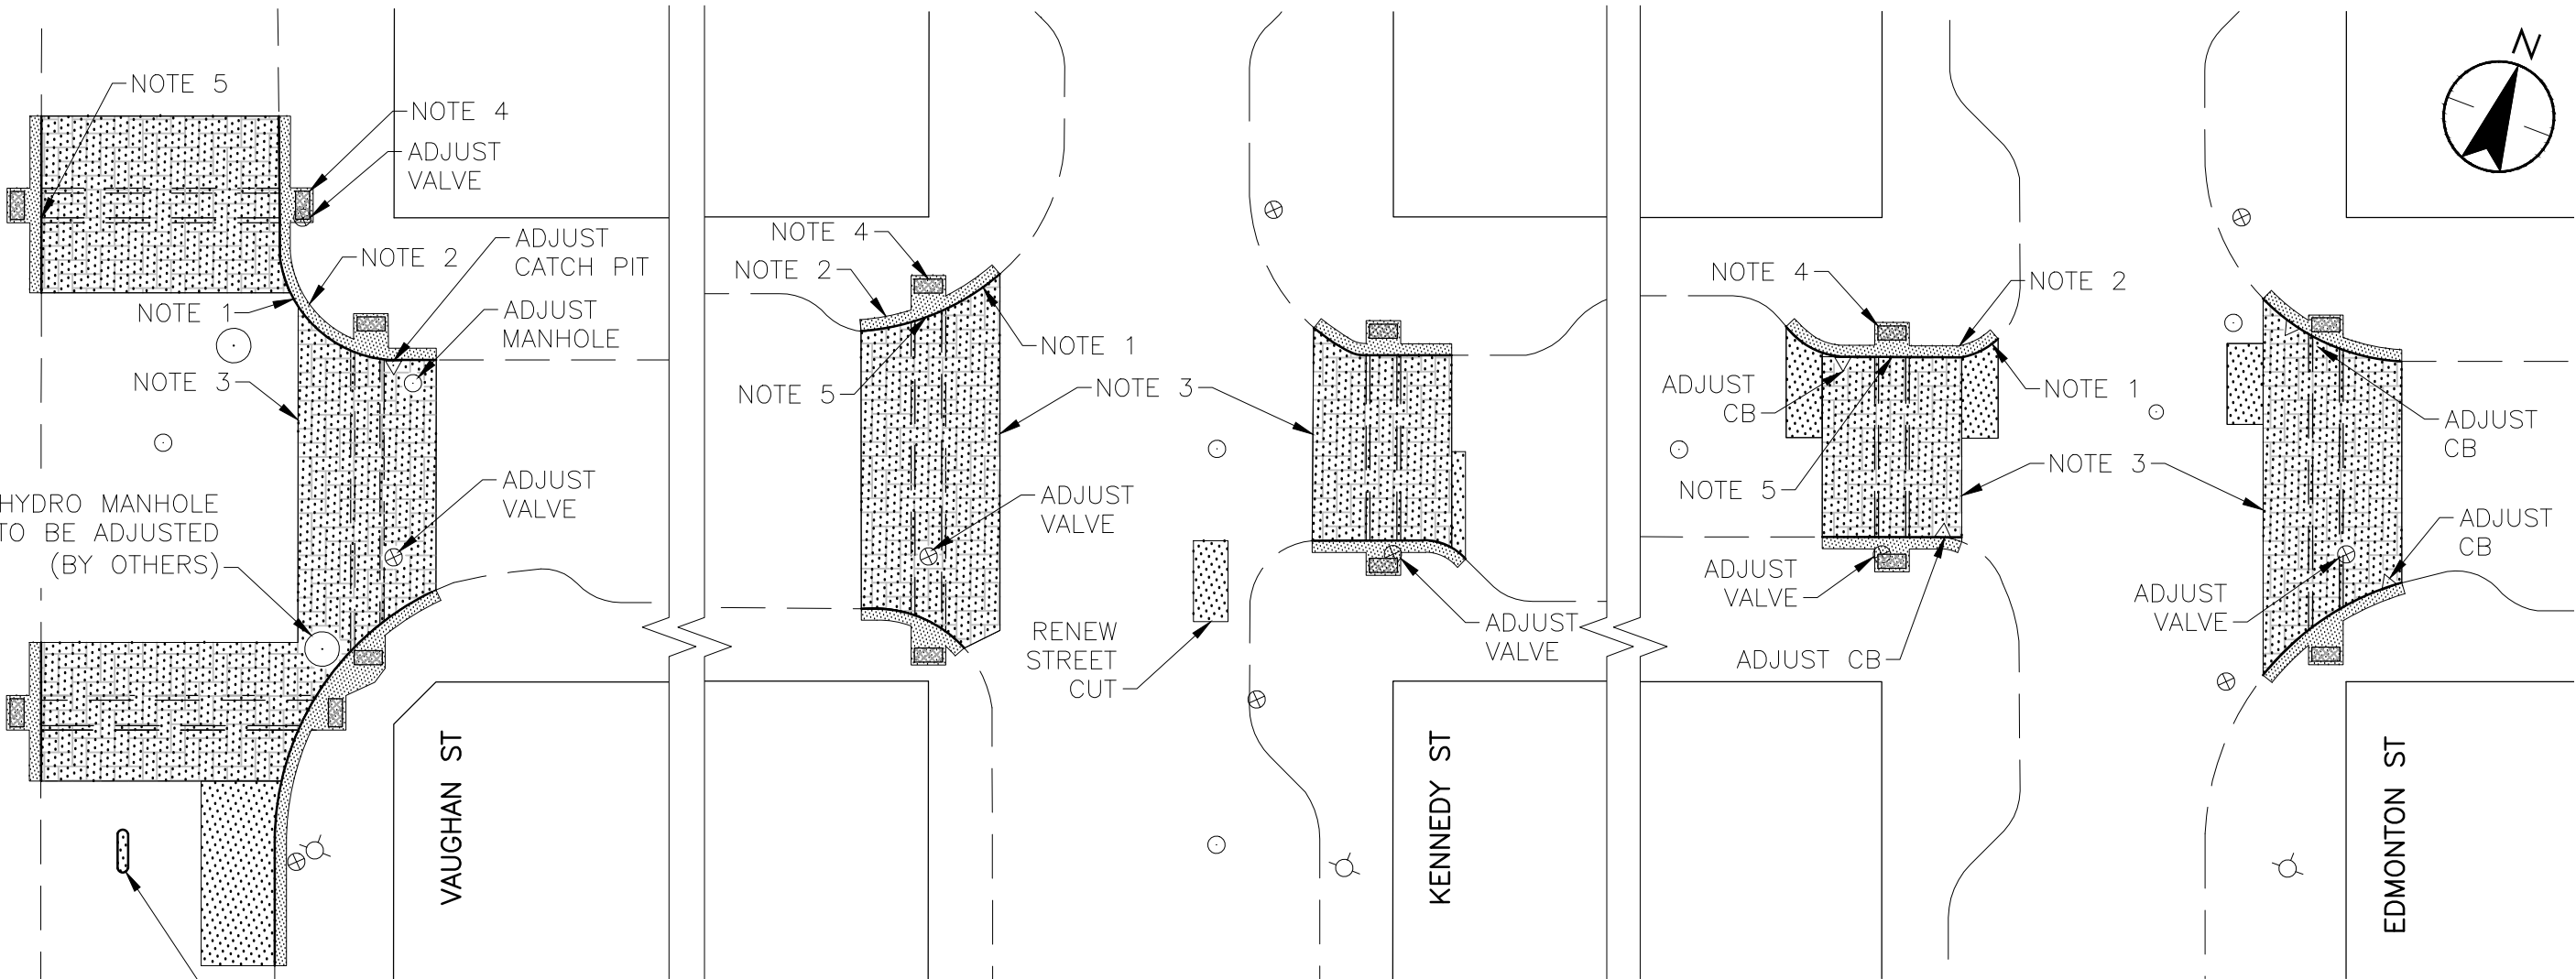 N
NOTE 5
NOTE 4
ADJUST
VALVE
NOTE 2
NOTE 1
ADJUST
CATCH PIT
ADJUST
MANHOLE
NOTE 3
ADJUST
VALVE
HYDRO MANHOLE
TO BE ADJUSTED
(BY OTHERS)
VAUGHAN ST
NOTE 4
NOTE 2
NOTE 1
NOTE 5
NOTE 3
ADJUST
VALVE
RENEW
STREET
CUT
ADJUST
VALVE
KENNEDY ST
NOTE 4
NOTE 2
ADJUST
CB
NOTE 1
NOTE 5
NOTE 3
ADJUST
VALVE
ADJUST CB
ADJUST
CB
ADJUST
CB
ADJUST
VALVE
EDMONTON ST